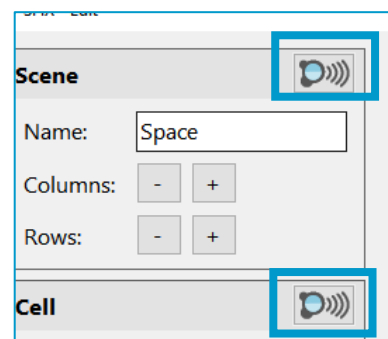 Scene
Name: Space
Columns: - +
Rows: - +
Cell